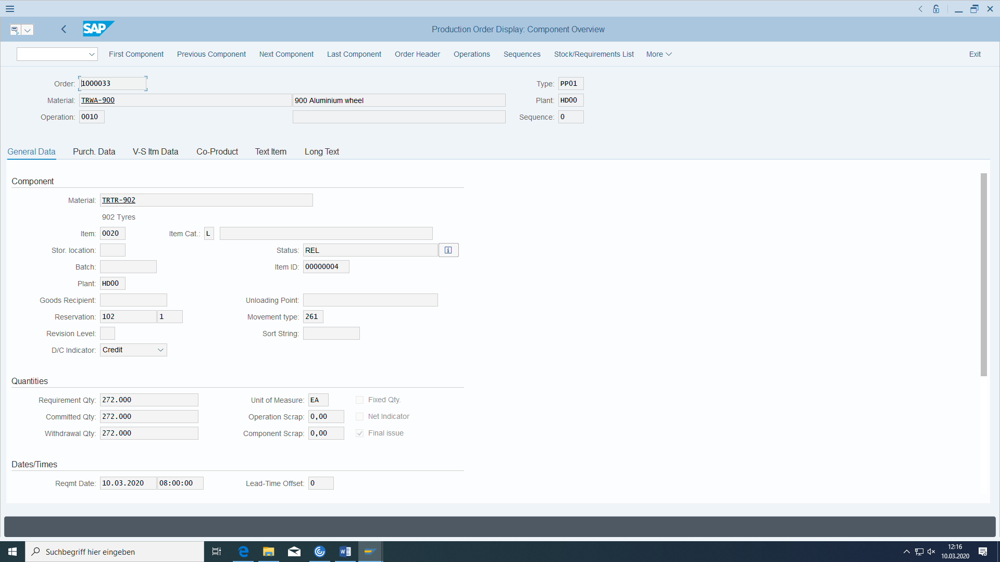 SAP
Production Order Display: Component Overview
First Component Previous Component Next Component Last Component Order Header Operations Sequences Stock/Requirements List More Exit
Order: 1000033 Type: PP01
Material: TRWA-900 900 Aluminium wheel Plant: HD00
Operation: 0010 Sequence: 0
General Data Purch. Data V-S Itm Data Co-Product Text Item Long Text
Component
Material: TRTR-902
902 Tyres
Item: 0020 Item Cat.: L
Stor. location: Status: REL
Batch: Item ID: 00000004
Plant: HD00
Goods Recipient: Unloading Point:
Reservation: 102 1 Movement type: 261
Revision Level: Sort String:
D/C Indicator: Credit
Quantities
Requirement Qty: 272.000 Unit of Measure: EA Fixed Qty.
Committed Qty: 272.000 Operation Scrap: 0,00 Net Indicator
Withdrawal Qty: 272.000 Component Scrap: 0,00 Final issue
Dates/Times
Reqmt Date: 10.03.2020 08:00:00 Lead-Time Offset: 0
Suchbegriff hier eingeben
12:16
10.03.2020